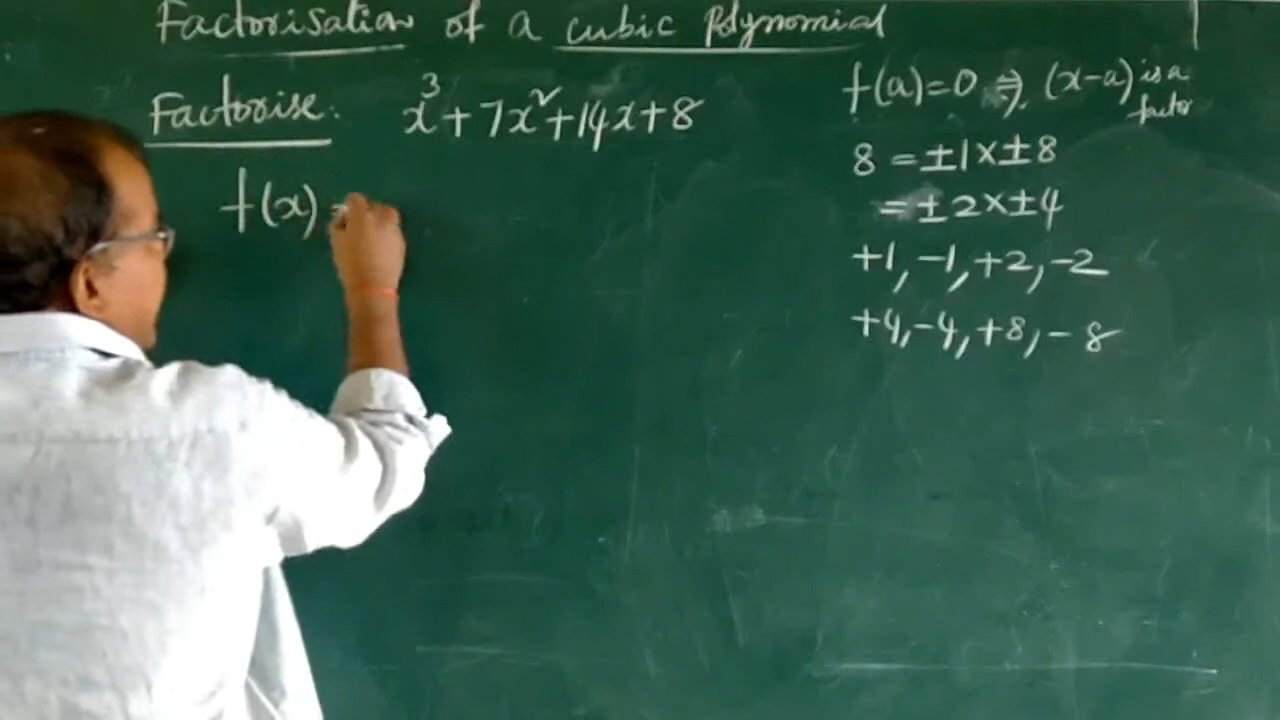 Factorisation of a cubic Polynomial
Factorise: x³+7x²+14x+8
f(x) =
f(a)=0 ⇒ (x-a) is a factor
8 = ±1×±8
= ±2×±4
+1, -1, +2, -2
+4, -4, +8, -8